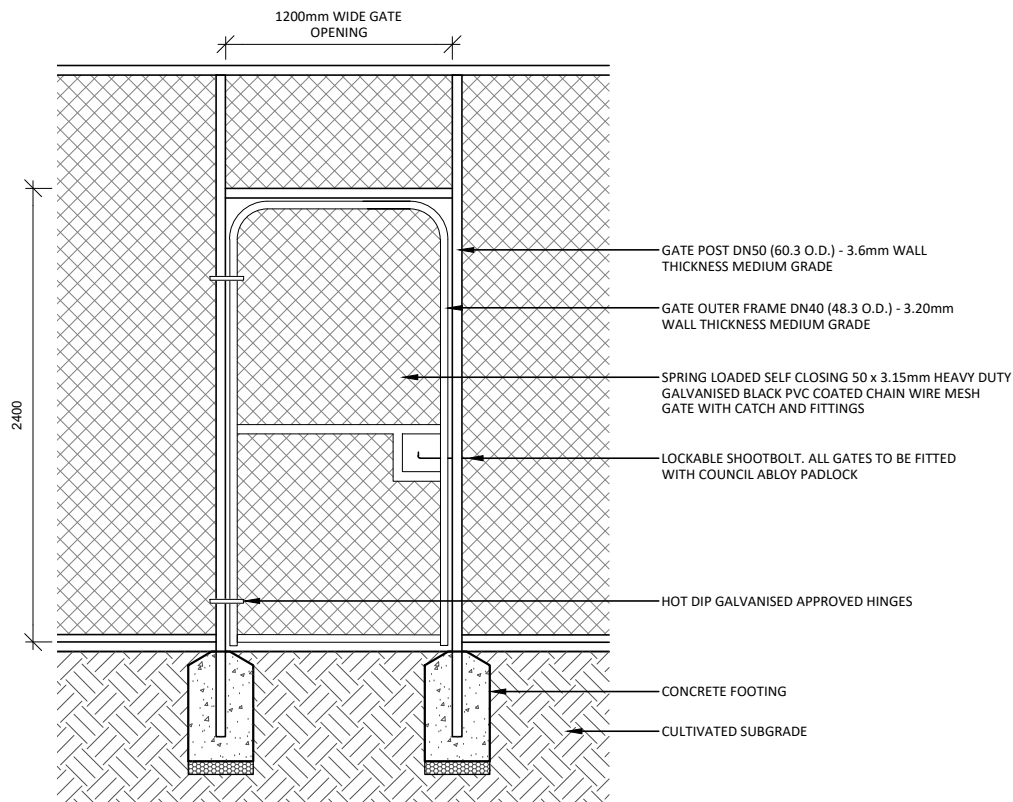 1200mm WIDE GATE
OPENING
2400
GATE POST DN50 (60.3 O.D.) - 3.6mm WALL
THICKNESS MEDIUM GRADE
GATE OUTER FRAME DN40 (48.3 O.D.) - 3.20mm
WALL THICKNESS MEDIUM GRADE
SPRING LOADED SELF CLOSING 50 x 3.15mm HEAVY DUTY
GALVANISED BLACK PVC COATED CHAIN WIRE MESH
GATE WITH CATCH AND FITTINGS
LOCKABLE SHOOTBOLT. ALL GATES TO BE FITTED
WITH COUNCIL ABLOY PADLOCK
HOT DIP GALVANISED APPROVED HINGES
CONCRETE FOOTING
CULTIVATED SUBGRADE